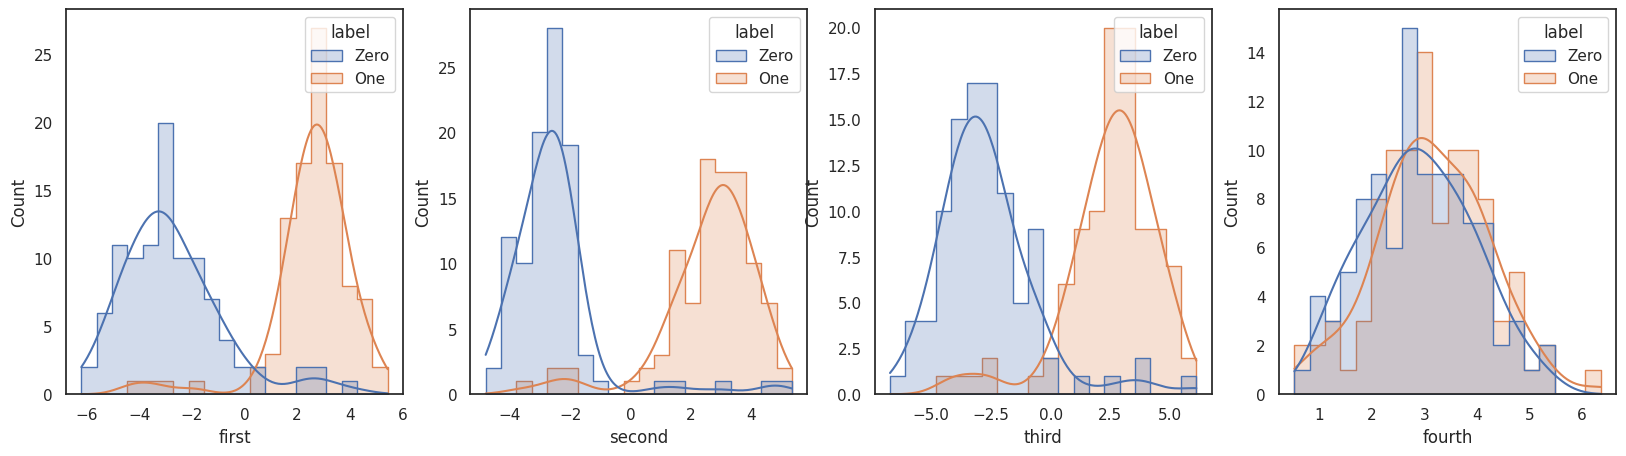 label
Zero
One
Count
25
20
15
10
5
0
−6 −4 −2 0 2 4 6
first
label
Zero
One
Count
25
20
15
10
5
0
−4 −2 0 2 4
second
label
Zero
One
Count
20.0
17.5
15.0
12.5
10.0
7.5
5.0
2.5
0.0
−5.0 −2.5 0.0 2.5 5.0
third
label
Zero
One
Count
14
12
10
8
6
4
2
0
1 2 3 4 5 6
fourth